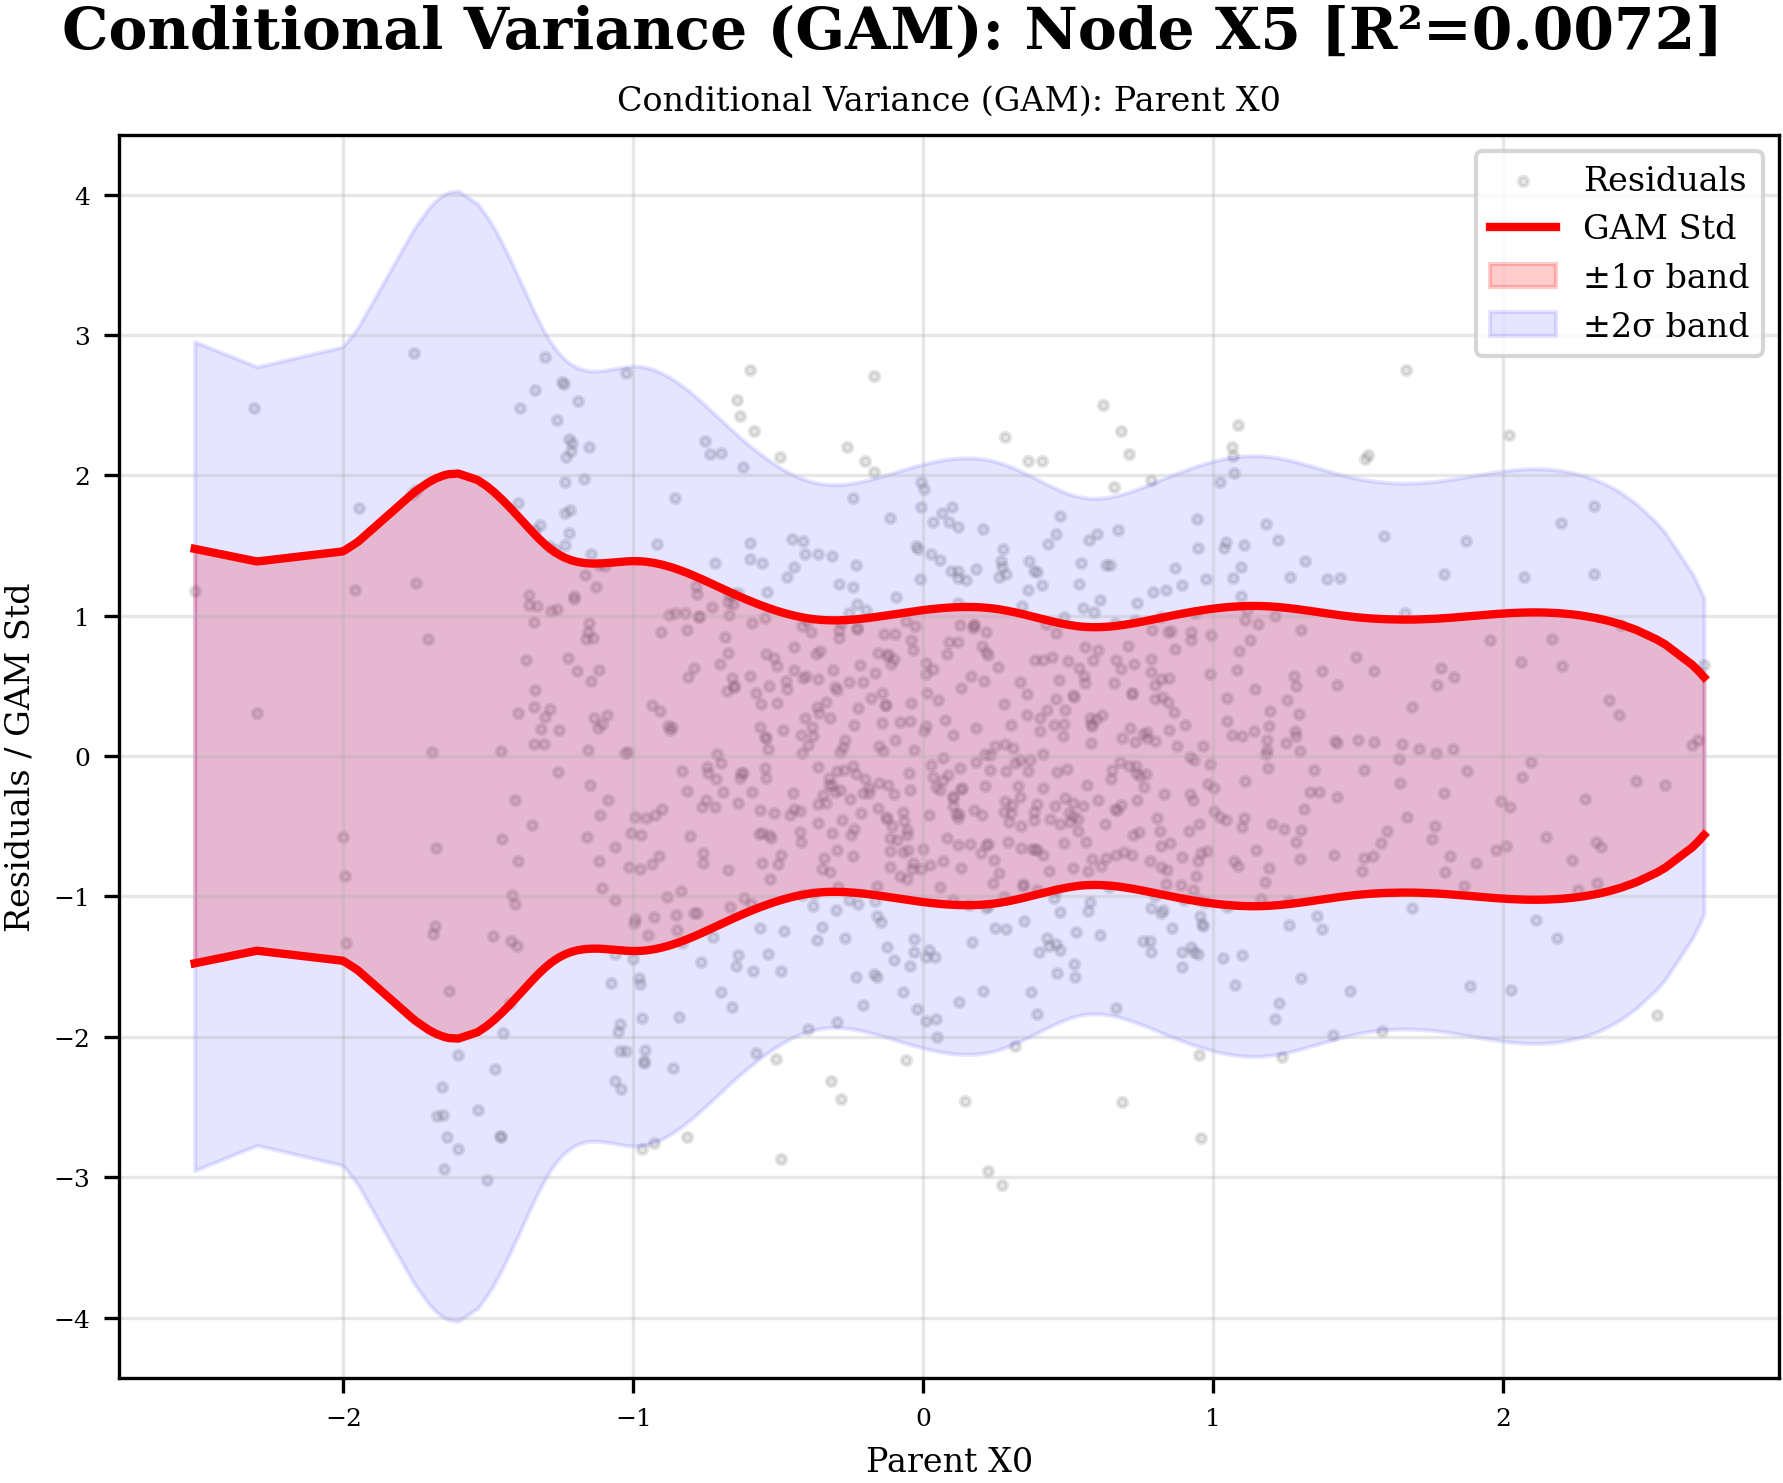 Conditional Variance (GAM): Node X5 [R²=0.0072]
Conditional Variance (GAM): Parent X0
Residuals
GAM Std
±1σ band
±2σ band
4
3
2
1
0
−1
−2
−3
−4
Residuals / GAM Std
−2
−1
0
1
2
Parent X0